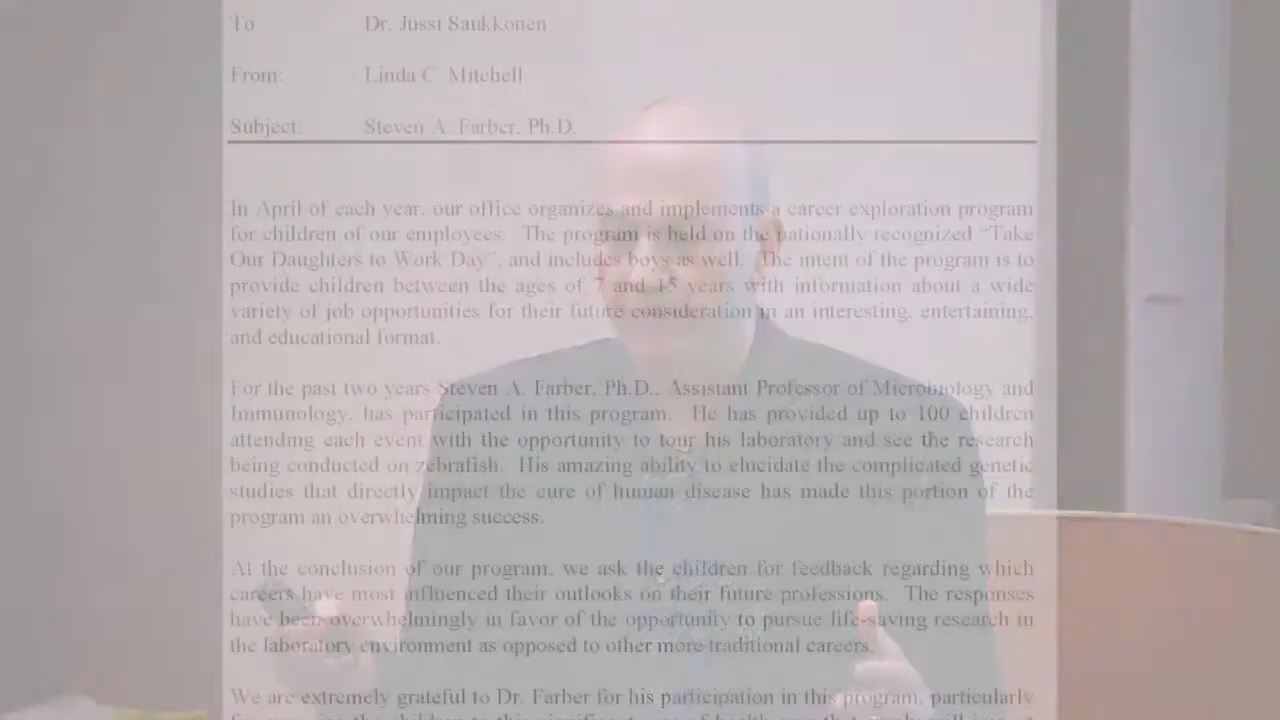 To Dr. Jussi Saukkonen
From: Linda C. Mitchell
Subject: Steven A. Farber, Ph.D.
In April of each year, our office organizes and implements a career exploration program
for children of our employees. The program is held on the nationally recognized “Take
Our Daughters to Work Day”, and includes boys as well. The intent of the program is to
provide children between the ages of 7 and 15 years with information about a wide
variety of job opportunities for their future consideration in an interesting, entertaining,
and educational format.
For the past two years Steven A. Farber, Ph.D., Assistant Professor of Microbiology and
Immunology, has participated in this program. He has provided up to 100 children
attending each event with the opportunity to tour his laboratory and see the research
being conducted on zebrafish. His amazing ability to elucidate the complicated genetic
studies that directly impact the cure of human disease has made this portion of the
program an overwhelming success.
At the conclusion of our program, we ask the children for feedback regarding which
careers have most influenced their outlooks on their future professions. The responses
have been overwhelmingly in favor of the opportunity to pursue life-saving research in
the laboratory environment as opposed to other more traditional careers.
We are extremely grateful to Dr. Farber for his participation in this program, particularly